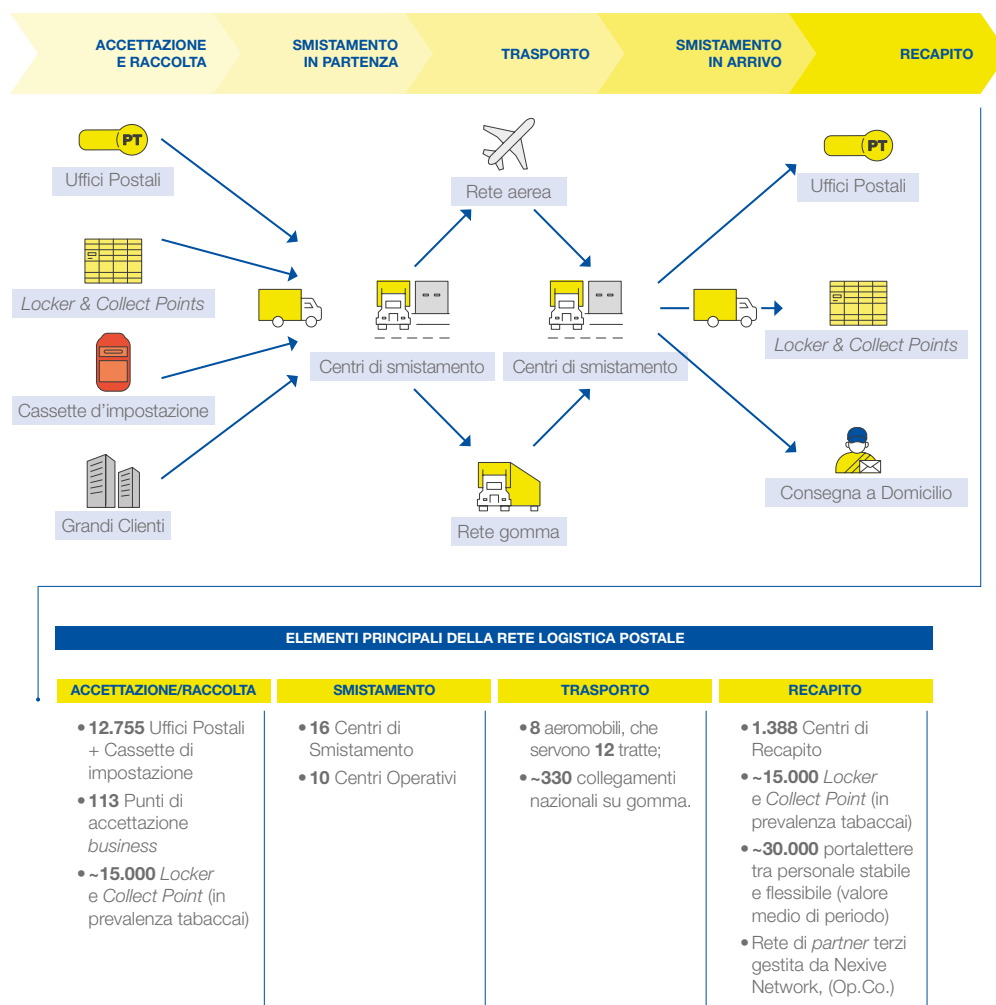 ACCETTAZIONE
E RACCOLTA
SMISTAMENTO
IN PARTENZA
TRASPORTO
SMISTAMENTO
IN ARRIVO
RECAPITO
PT
Uffici Postali
Locker & Collect Points
Cassette d'impostazione
Grandi Clienti
Centri di smistamento
Rete aerea
Rete gomma
Centri di smistamento
PT
Uffici Postali
Locker & Collect Points
Consegna a Domicilio
ELEMENTI PRINCIPALI DELLA RETE LOGISTICA POSTALE
ACCETTAZIONE/RACCOLTA
• 12.755 Uffici Postali
+ Cassette di
impostazione
• 113 Punti di
accettazione
business
• ~15.000 Locker
e Collect Point (in
prevalenza tabaccai)
SMISTAMENTO
• 16 Centri di
Smistamento
• 10 Centri Operativi
TRASPORTO
• 8 aeromobili, che
servono 12 tratte;
• ~330 collegamenti
nazionali su gomma.
RECAPITO
• 1.388 Centri di
Recapito
• ~15.000 Locker
e Collect Point (in
prevalenza tabaccai)
• ~30.000 portalettere
tra personale stabile
e flessibile (valore
medio di periodo)
• Rete di partner terzi
gestita da Nexive
Network, (Op.Co.)